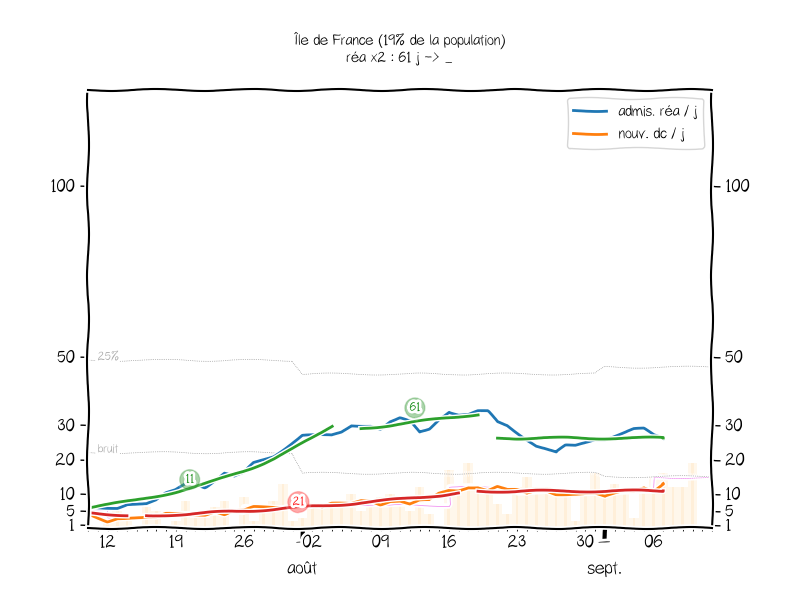 Île de France (19% de la population)
réa x2 : 61 j -> _
admis. réa / j
nouv. dc / j
100 100
50 50
25%
61
30 30
bruit
20 20
11
21
10 10
5 5
1 1
12 19 26 02 09 16 23 30 06
août sept.